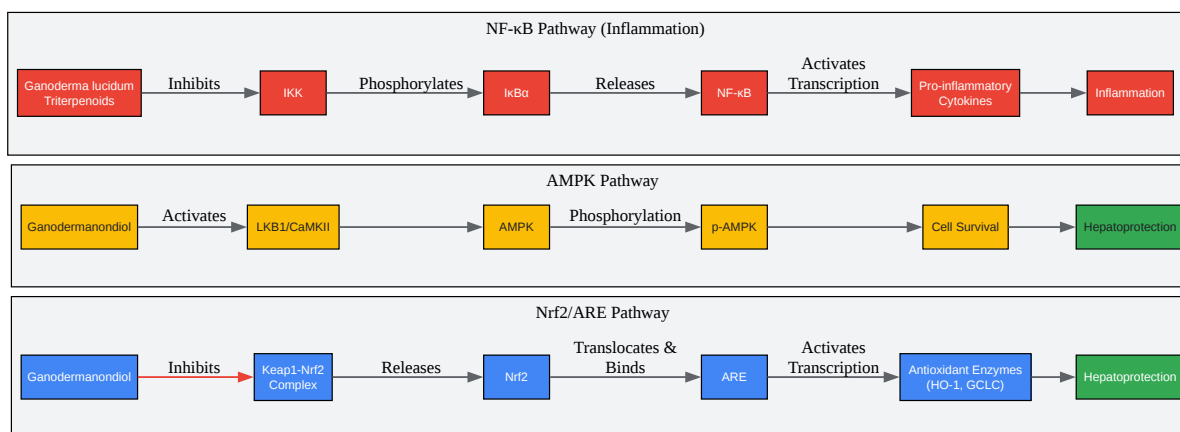 NF-κB Pathway (Inflammation)
Ganoderma lucidum
Triterpenoids
Inhibits
IKK
Phosphorylates
IκBα
Releases
NF-κB
Activates
Transcription
Pro-inflammatory
Cytokines
Inflammation
AMPK Pathway
Ganodermanondiol
Activates
LKB1/CaMKII
AMPK
Phosphorylation
p-AMPK
Cell Survival
Hepatoprotection
Nrf2/ARE Pathway
Ganodermanondiol
Inhibits
Keap1-Nrf2
Complex
Releases
Nrf2
Translocates &
Binds
ARE
Activates
Transcription
Antioxidant Enzymes
(HO-1, GCLC)
Hepatoprotection